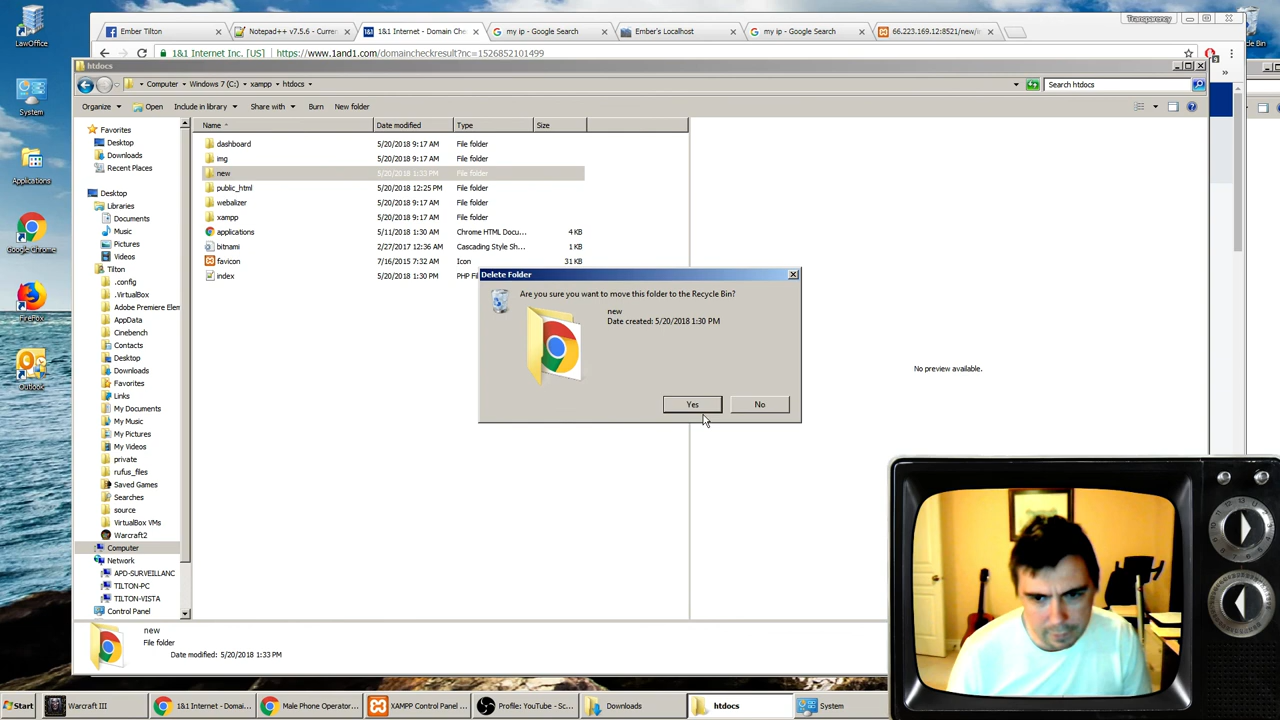 LawOffice
System
Applications
Google Chrome
FireFox
Outlook
Ember Tilton
Notepad++ v7.5.6 - Curren
1&1 Internet - Domain Che
my ip - Google Search
Ember's Localhost
my ip - Google Search
66.223.169.12:8521/new/
Transparency
1&1 Internet Inc. [US]
https://www.1and1.com/domaincheckresult?nc=1526852101499
htdocs
Computer
Windows 7 (C:)
xampp
htdocs
Search htdocs
Organize
Open
Include in library
Share with
Burn
New folder
Name
Date modified
Type
Size
Favorites
Desktop
Downloads
Recent Places
Desktop
Libraries
Documents
Music
Pictures
Videos
Tilton
.config
.VirtualBox
Adobe Premiere Elem
AppData
Cinebench
Contacts
Desktop
Downloads
Favorites
Links
My Documents
My Music
My Pictures
My Videos
private
rufus_files
Saved Games
Searches
source
VirtualBox VMs
Warcraft2
Computer
Network
APD-SURVEILLANC
TILTON-PC
TILTON-VISTA
Control Panel
dashboard 5/20/2018 9:17 AM File folder
img 5/20/2018 9:17 AM File folder
new 5/20/2018 1:33 PM File folder
public_html 5/20/2018 12:25 PM File folder
webalizer 5/20/2018 9:17 AM File folder
xampp 5/20/2018 9:17 AM File folder
applications 5/11/2018 1:30 AM Chrome HTML Docu... 4 KB
bitnami 2/27/2017 12:36 AM Cascading Style Sh... 1 KB
favicon 7/16/2015 7:32 AM Icon 31 KB
index 5/20/2018 1:30 PM PHP Fi
Delete Folder
Are you sure you want to move this folder to the Recycle Bin?
new
Date created: 5/20/2018 1:30 PM
Yes
No
No preview available.
new
File folder
Date modified: 5/20/2018 1:33 PM
Start
Warcraft III
1&1 Internet - Domai...
Male Phone Operator...
XAMPP Control Panel ...
Profile: YouTube - Sc...
Downloads
htdocs
System